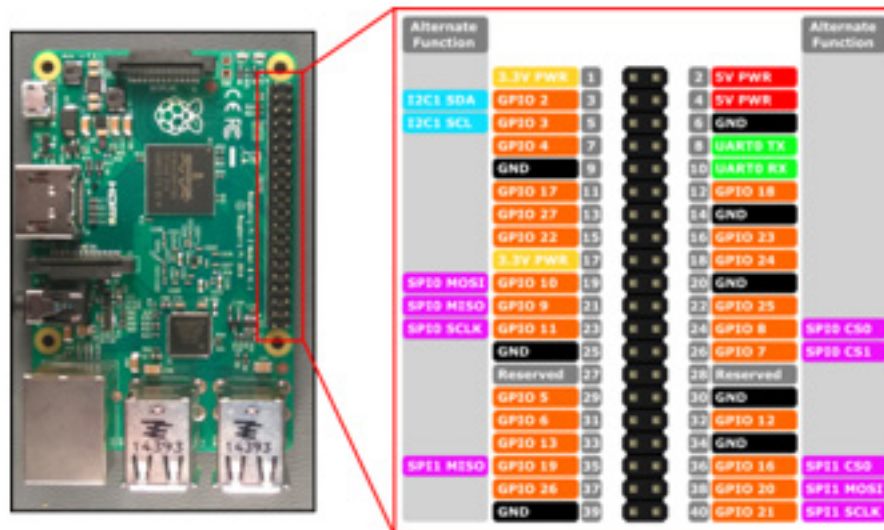 Alternate Function
Alternate Function
3.3V PWR 1 2 5V PWR
I2C1 SDA GPIO 2 3 4 5V PWR
I2C1 SCL GPIO 3 5 6 GND
GPIO 4 7 8 UART0 TX
GND 9 10 UART0 RX
GPIO 17 11 12 GPIO 18
GPIO 27 13 14 GND
GPIO 22 15 16 GPIO 23
3.3V PWR 17 18 GPIO 24
SPI0 MOSI GPIO 10 19 20 GND
SPI0 MISO GPIO 9 21 22 GPIO 25
SPI0 SCLK GPIO 11 23 24 GPIO 8 SPI0 CS0
GND 25 26 GPIO 7 SPI0 CS1
Reserved 27 28 Reserved
GPIO 5 29 30 GND
GPIO 6 31 32 GPIO 12
GPIO 13 33 34 GND
SPI1 MISO GPIO 19 35 36 GPIO 16 SPI1 CS0
GPIO 26 37 38 GPIO 20 SPI1 MOSI
GND 39 40 GPIO 21 SPI1 SCLK
HDMI
CE
14393
14393